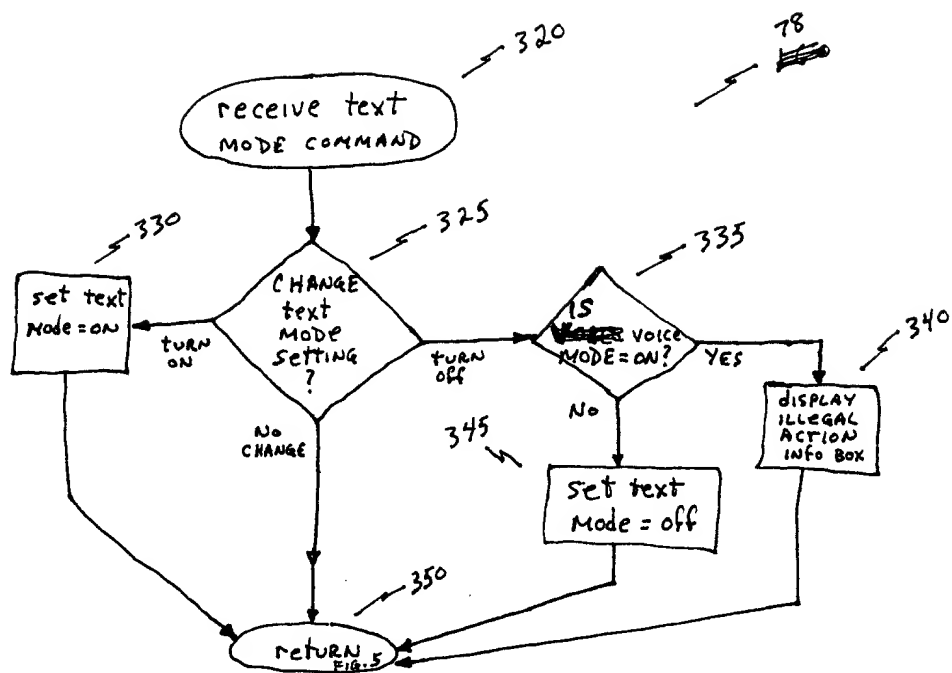 320
78
receive text
MODE COMMAND
330
325
335
340
set text
Mode = ON
CHANGE
text
MODE
SETTING
?
TURN
ON
TURN
Off
IS
VOICE
MODE = ON?
YES
NO
display
ILLEGAL
ACTION
INfo BOX
NO
CHANGE
345
set text
Mode = off
350
retURN
FIG. 5